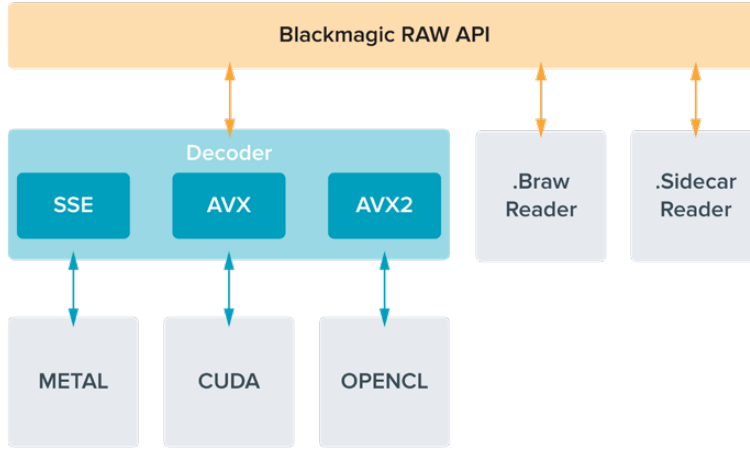 Blackmagic RAW API
Decoder
SSE
AVX
AVX2
.Braw
Reader
.Sidecar
Reader
METAL
CUDA
OPENCL